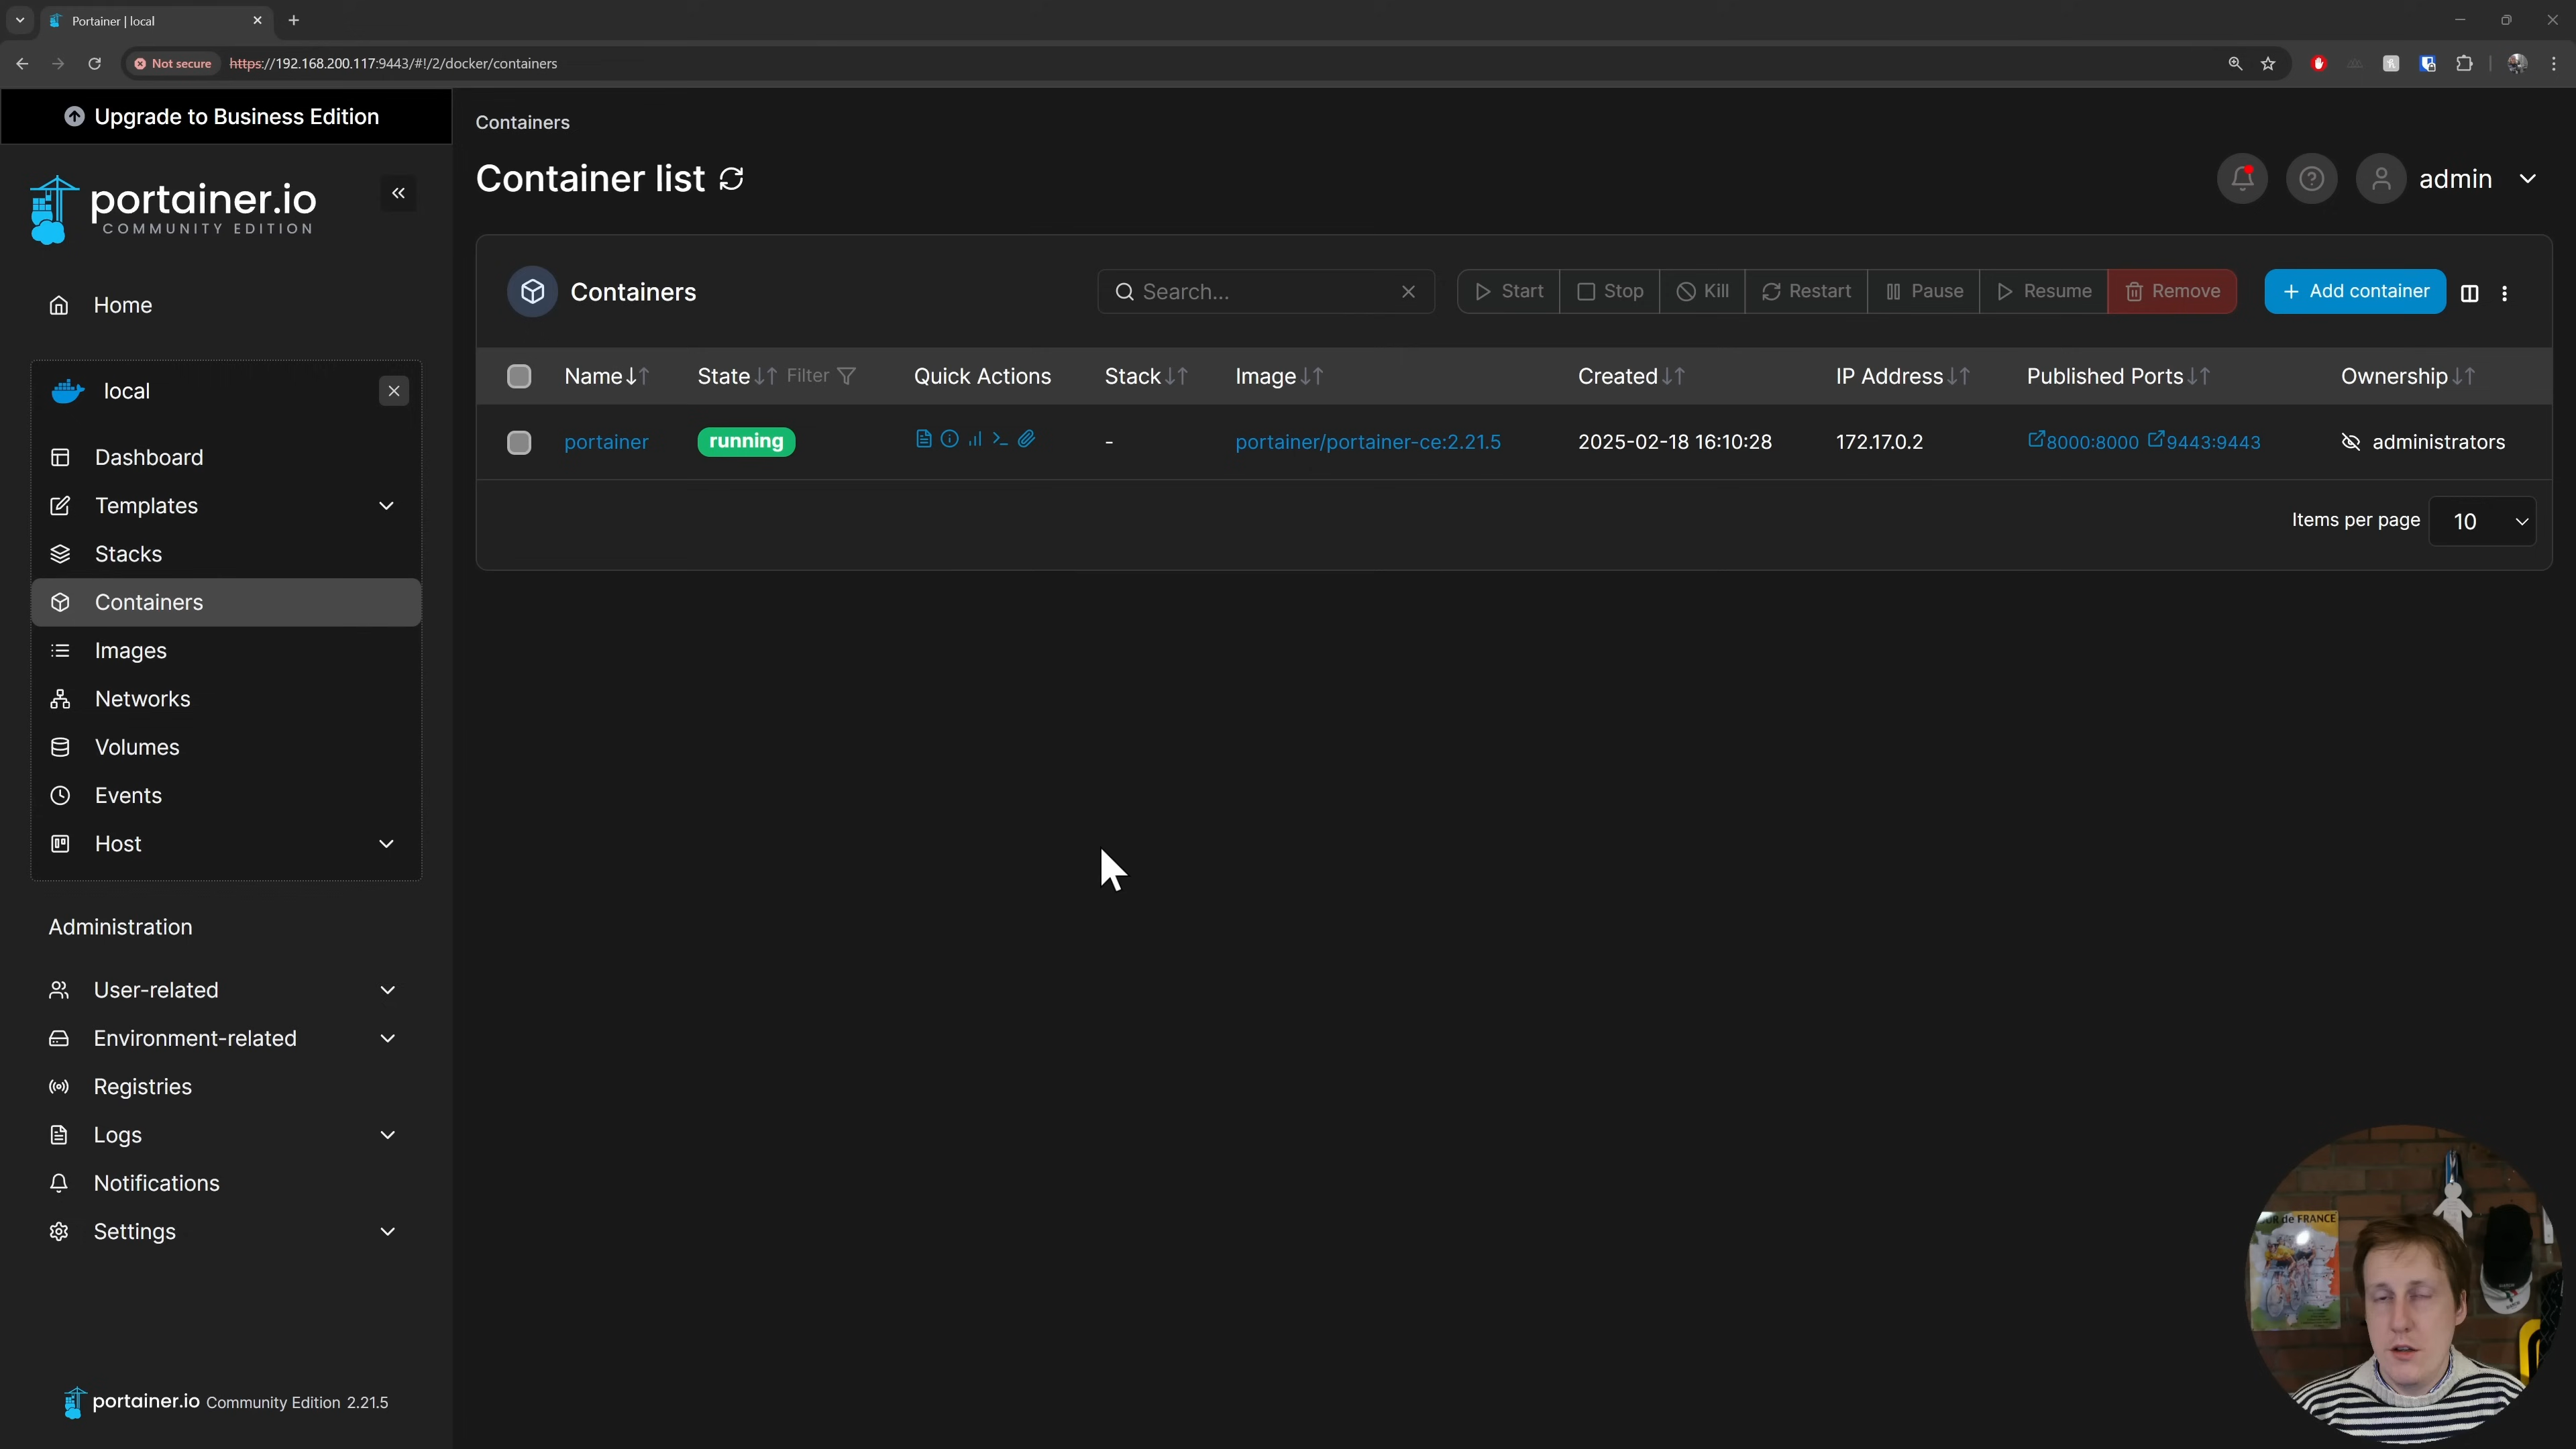 Portainer | local
Not secure
https://192.168.200.117:9443/#!/2/docker/containers
Upgrade to Business Edition
portainer.io
COMMUNITY EDITION
Home
local
Dashboard
Templates
Stacks
Containers
Images
Networks
Volumes
Events
Host
Administration
User-related
Environment-related
Registries
Logs
Notifications
Settings
portainer.io Community Edition 2.21.5
Containers
Container list
admin
Containers
Search...
Start Stop Kill Restart Pause Resume Remove
Add container
Name State Filter Quick Actions Stack Image Created IP Address Published Ports Ownership
portainer running - portainer/portainer-ce:2.21.5 2025-02-18 16:10:28 172.17.0.2 8000:8000 9443:9443 administrators
Items per page 10
UR de FRANCE